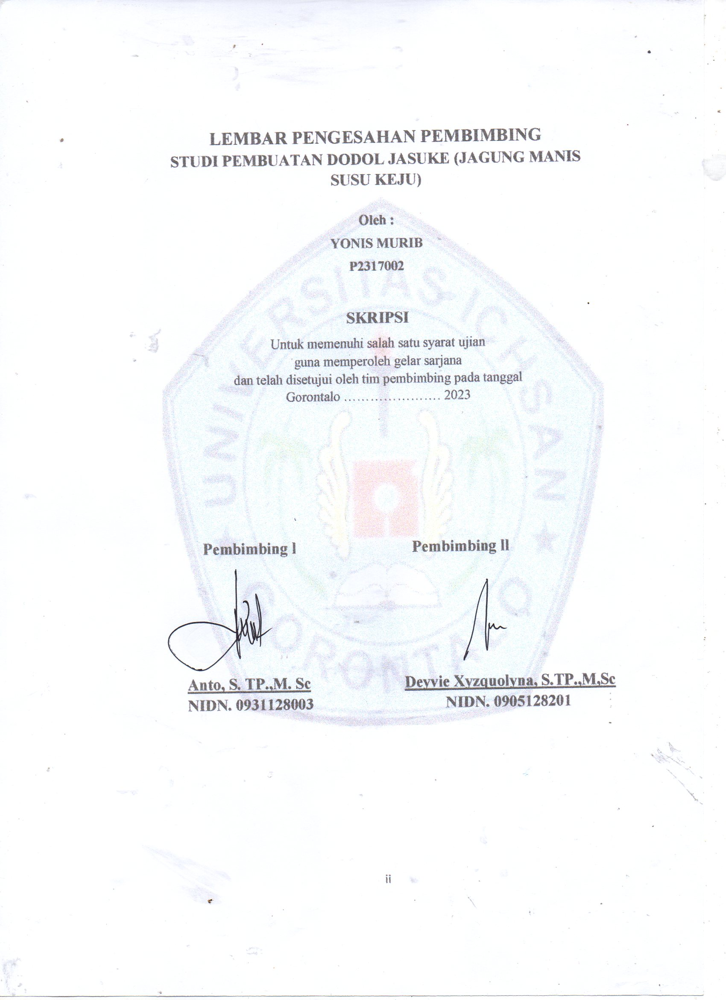 LEMBAR PENGESAHAN PEMBIMBING
STUDI PEMBUATAN DODOL JASUKE (JAGUNG MANIS
SUSU KEJU)
Oleh :
YONIS MURIB
P2317002
SKRIPSI
Untuk memenuhi salah satu syarat ujian
guna memperoleh gelar sarjana
dan telah disetujui oleh tim pembimbing pada tanggal
Gorontalo ...................... 2023
UNIVERSITAS ICHSAN
GORONTALO
Pembimbing l Pembimbing ll
Anto, S. TP.,M. Sc Deyvie Xyzquolyna, S.TP.,M,Sc
NIDN. 0931128003 NIDN. 0905128201
ii